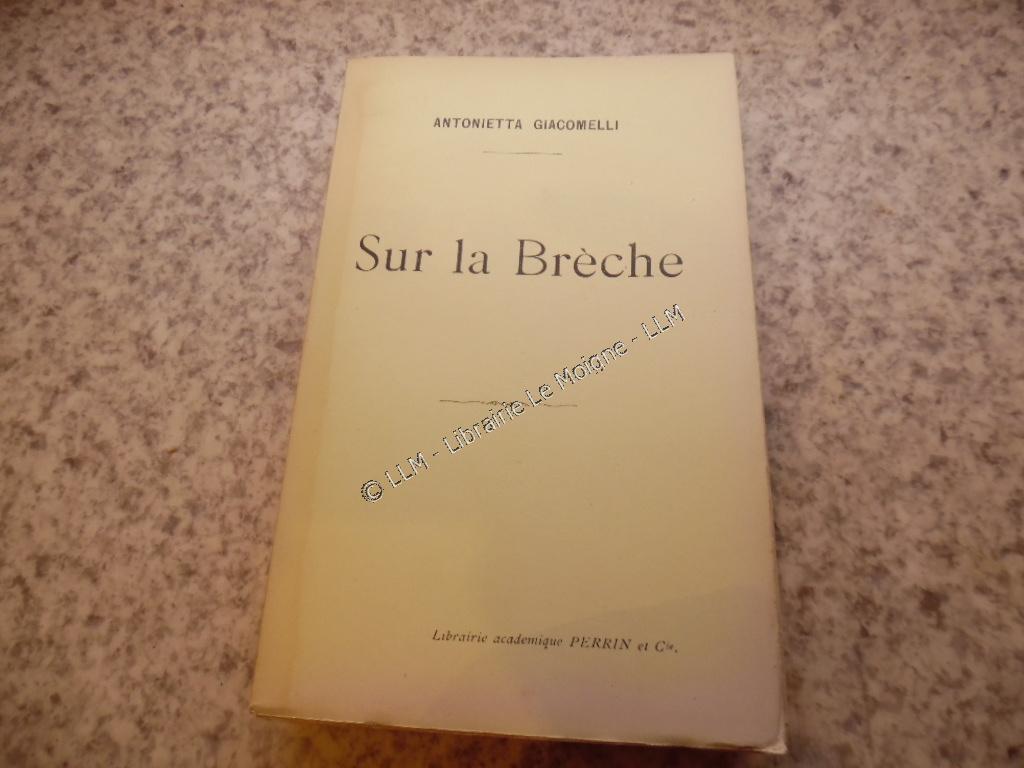 ANTONIETTA GIACOMELLI
Sur la Brèche
© LLM - Librairie Le Moigne - LLM
Librairie academique PERRIN et Cie.